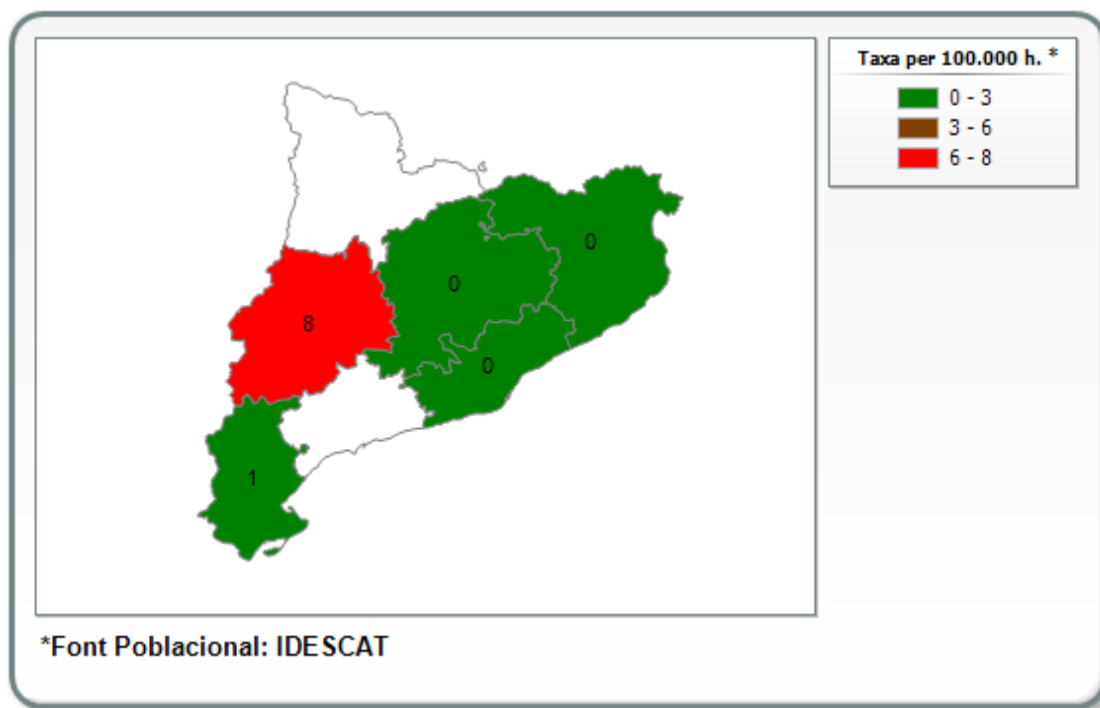 Taxa per 100.000 h. *
0 - 3
3 - 6
6 - 8
0
0
8
0
1
*Font Poblacional: IDESCAT